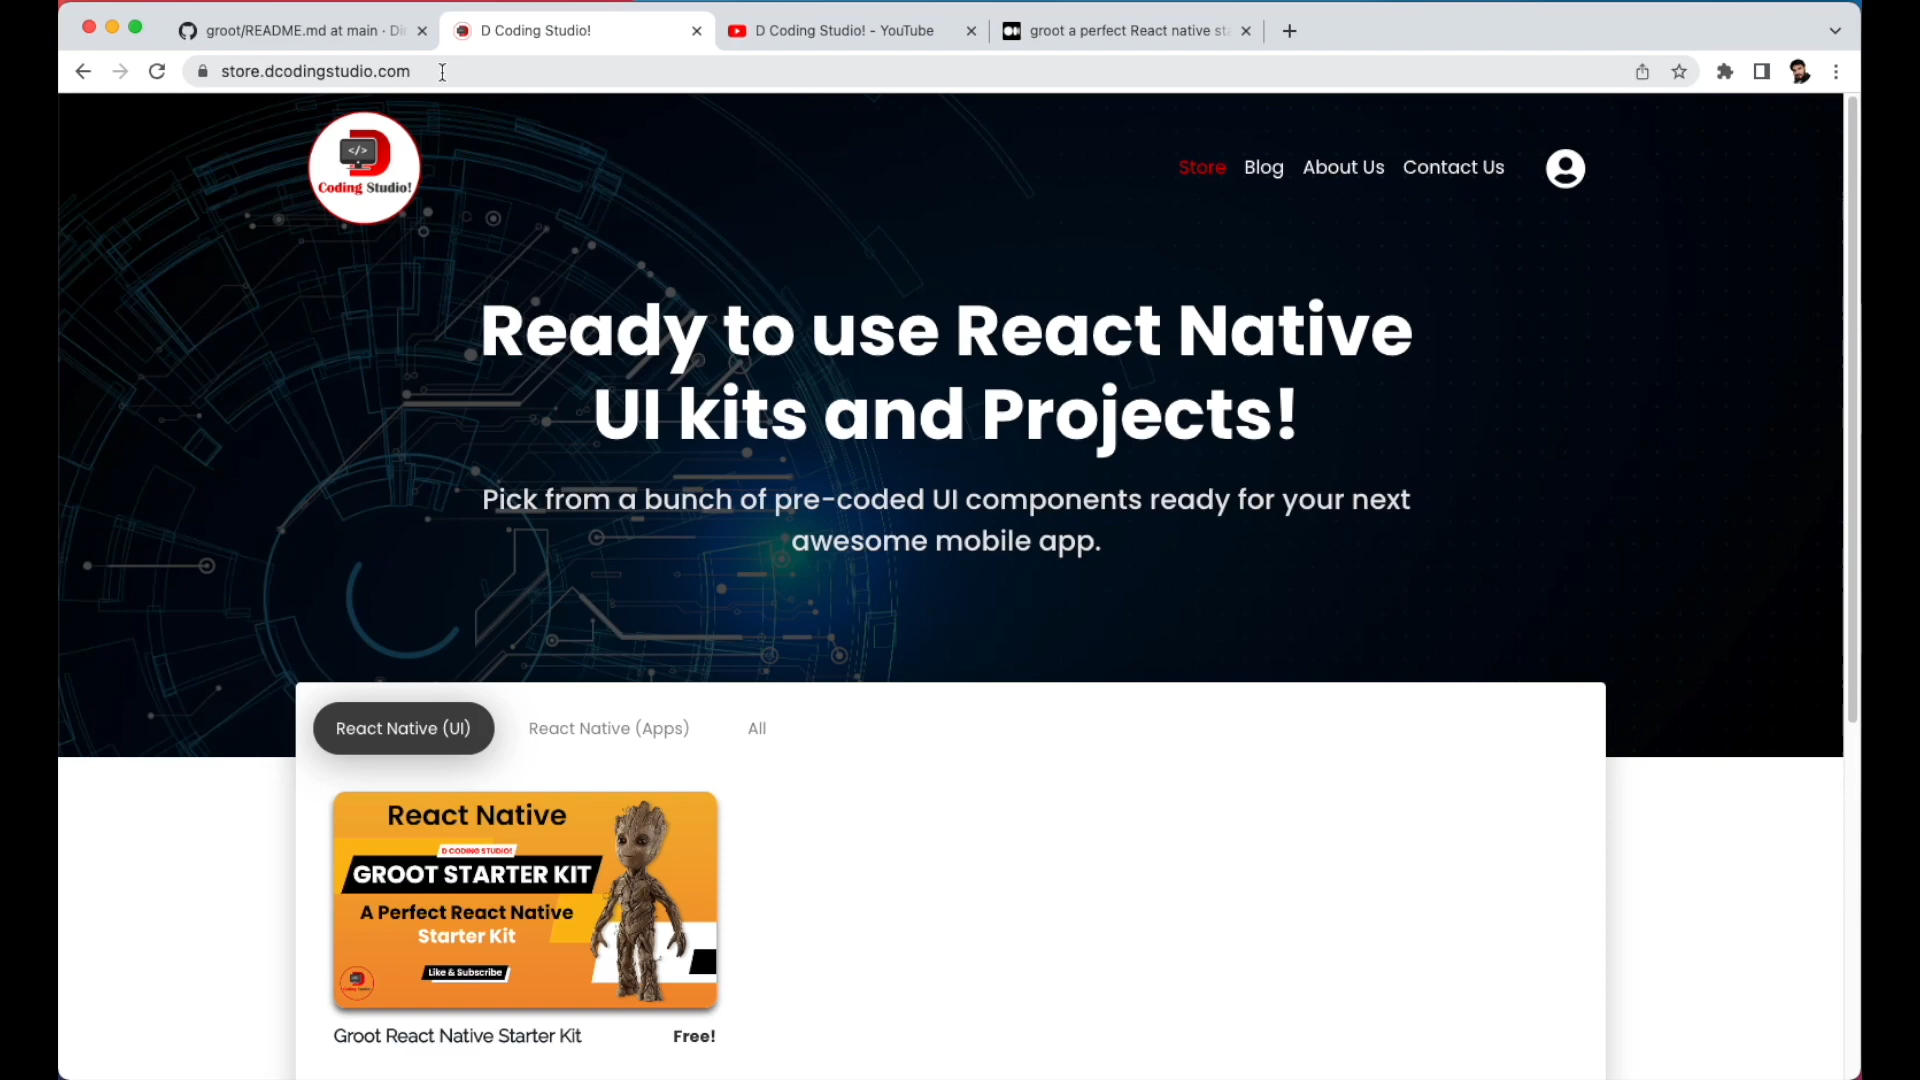 groot/README.md at main · Di
D Coding Studio!
D Coding Studio! - YouTube
groot a perfect React native sta
store.dcodingstudio.com
</>
Coding Studio!
Store
Blog
About Us
Contact Us
Ready to use React Native
UI kits and Projects!
Pick from a bunch of pre-coded UI components ready for your next
awesome mobile app.
React Native (UI)
React Native (Apps)
All
React Native
D CODING STUDIO!
GROOT STARTER KIT
A Perfect React Native
Starter Kit
Like & Subscribe
Groot React Native Starter Kit
Free!